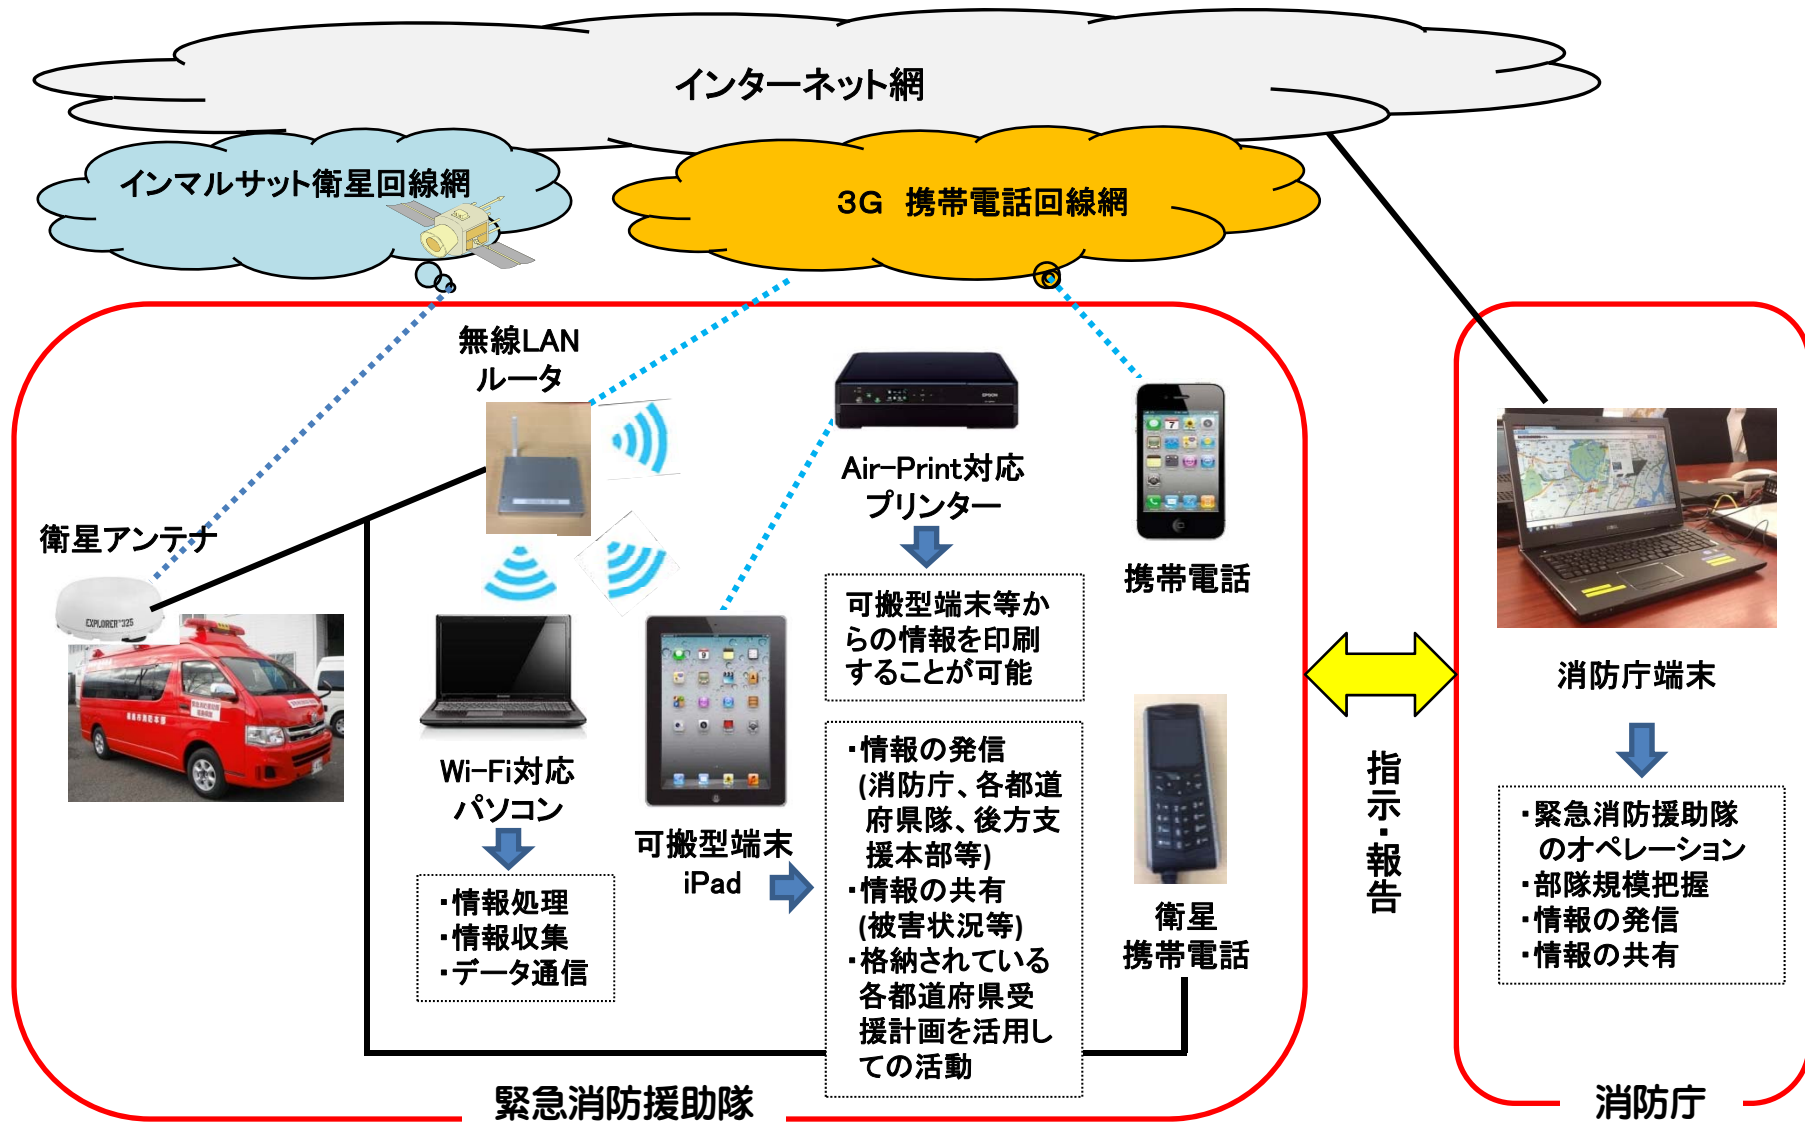 インターネット網
インマルサット衛星回線網
３Ｇ　携帯電話回線網
無線LAN
ルータ
衛星アンテナ
EXPLORER™325
EPSON
Air-Print対応
プリンター
可搬型端末等か
らの情報を印刷
することが可能
携帯電話
Wi-Fi対応
パソコン
・情報処理
・情報収集
・データ通信
可搬型端末
iPad
・情報の発信
(消防庁、各都道
府県隊、後方支
援本部等)
・情報の共有
(被害状況等)
・格納されている
各都道府県受
援計画を活用し
ての活動
衛星
携帯電話
緊急消防援助隊
指示・報告
消防庁端末
・緊急消防援助隊
のオペレーション
・部隊規模把握
・情報の発信
・情報の共有
消防庁